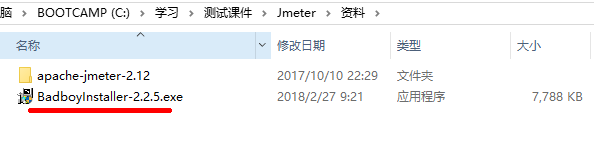 脑 > BOOTCAMP (C:) > 学习 > 测试课件 > Jmeter > 资料 >
名称 修改日期 类型 大小
apache-jmeter-2.12 2017/10/10 22:29 文件夹
BadboyInstaller-2.2.5.exe 2018/2/27 9:21 应用程序 7,788 KB